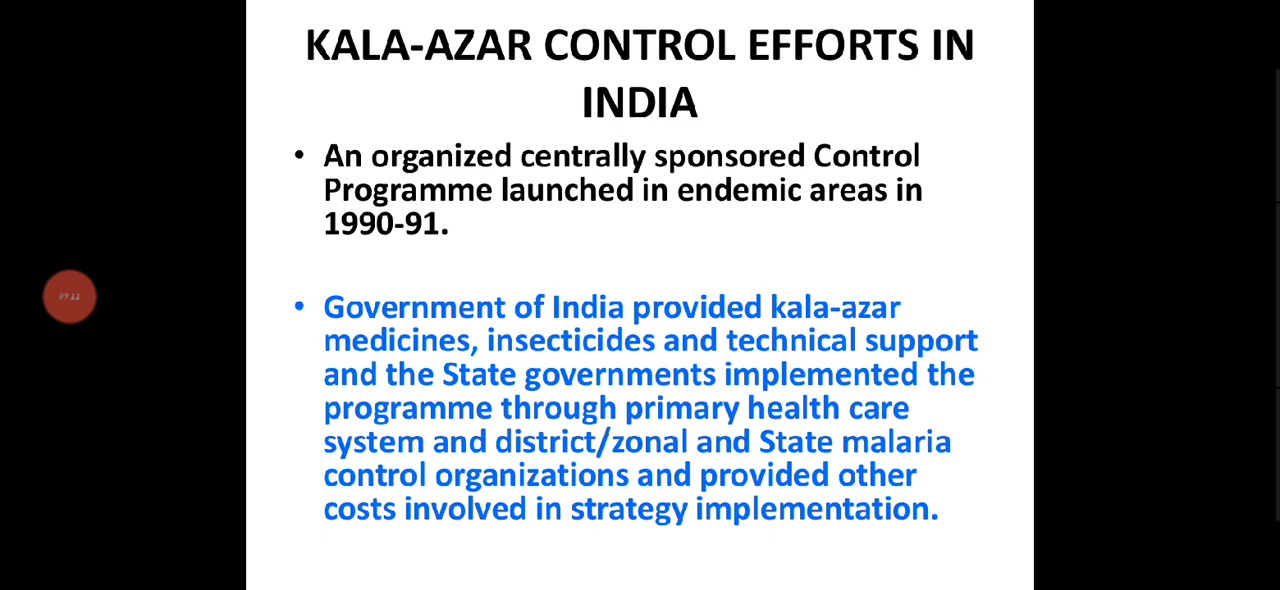 KALA-AZAR CONTROL EFFORTS IN
INDIA
• An organized centrally sponsored Control
Programme launched in endemic areas in
1990-91.
• Government of India provided kala-azar
medicines, insecticides and technical support
and the State governments implemented the
programme through primary health care
system and district/zonal and State malaria
control organizations and provided other
costs involved in strategy implementation.